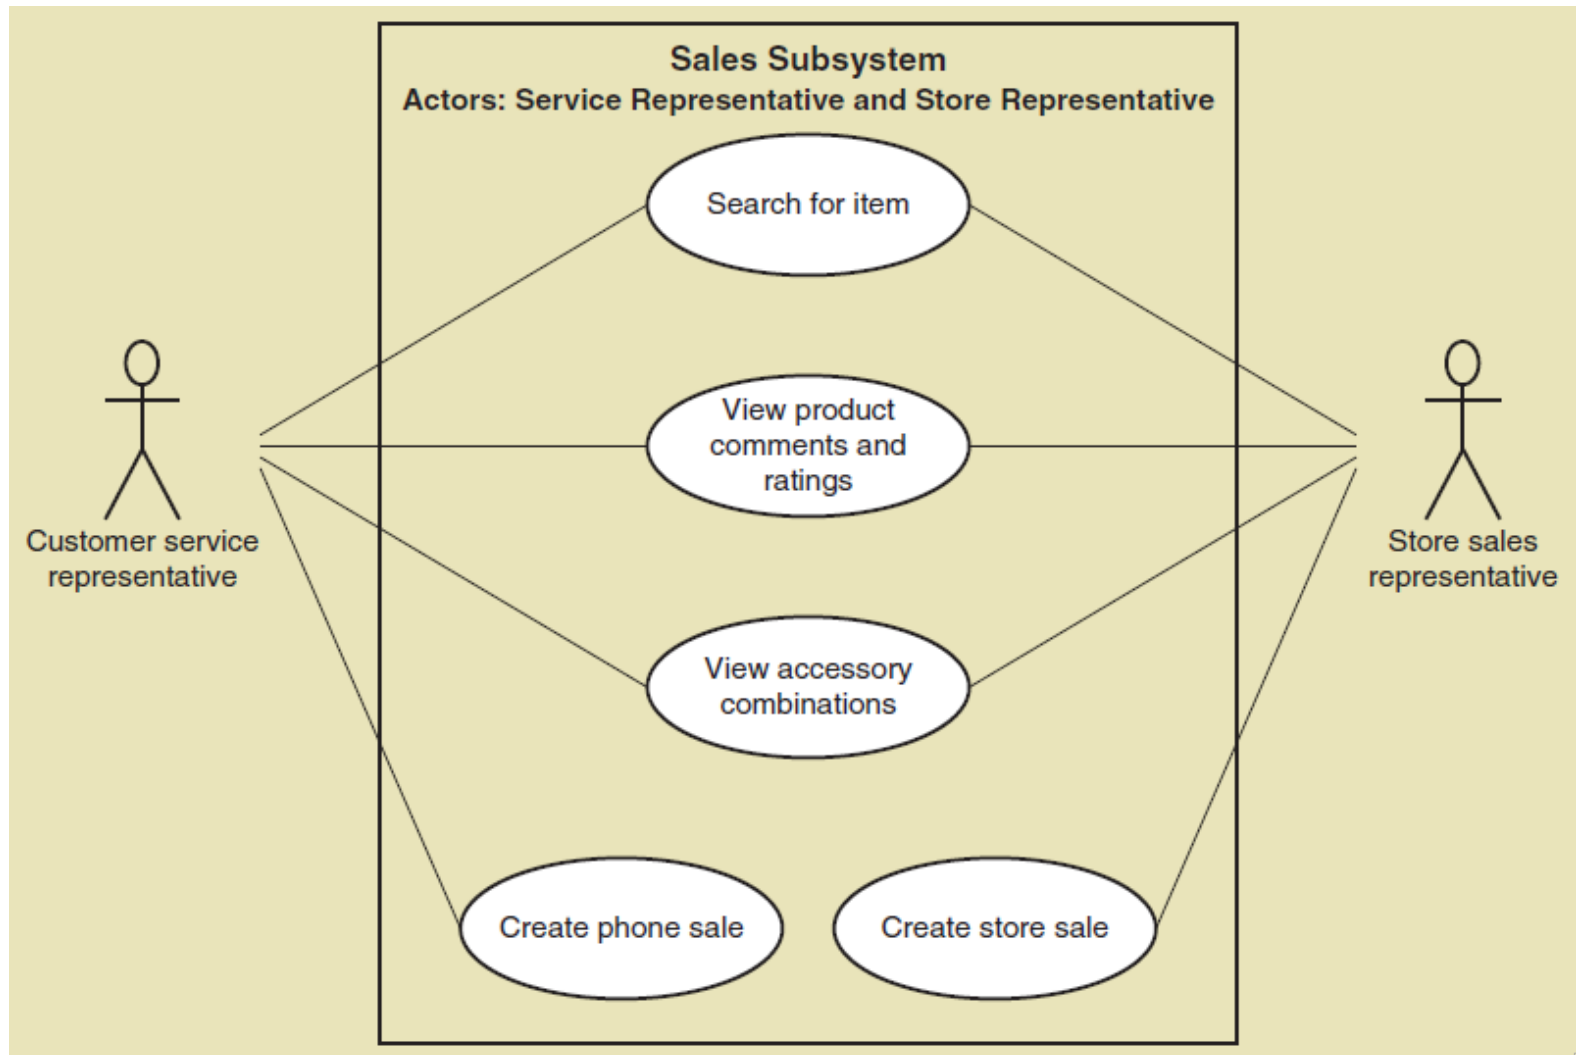 Sales Subsystem
Actors: Service Representative and Store Representative
Search for item
View product
comments and
ratings
Customer service
representative
Store sales
representative
View accessory
combinations
Create phone sale
Create store sale